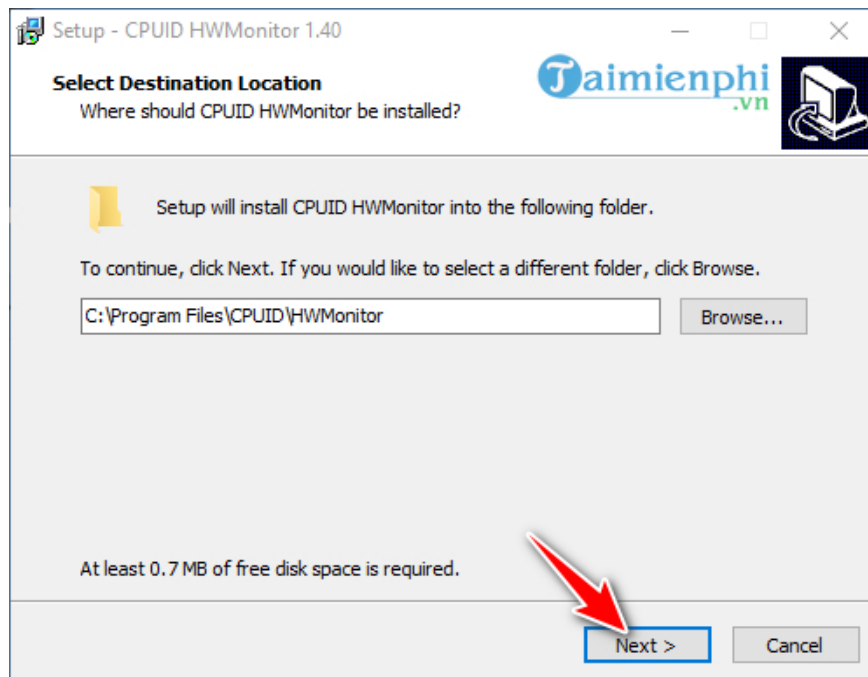 Setup - CPUID HWMonitor 1.40
Select Destination Location
Where should CPUID HWMonitor be installed?
Taimienphi
.vn
Setup will install CPUID HWMonitor into the following folder.
To continue, click Next. If you would like to select a different folder, click Browse.
C:\Program Files\CPUID\HWMonitor
Browse...
At least 0.7 MB of free disk space is required.
Next >
Cancel